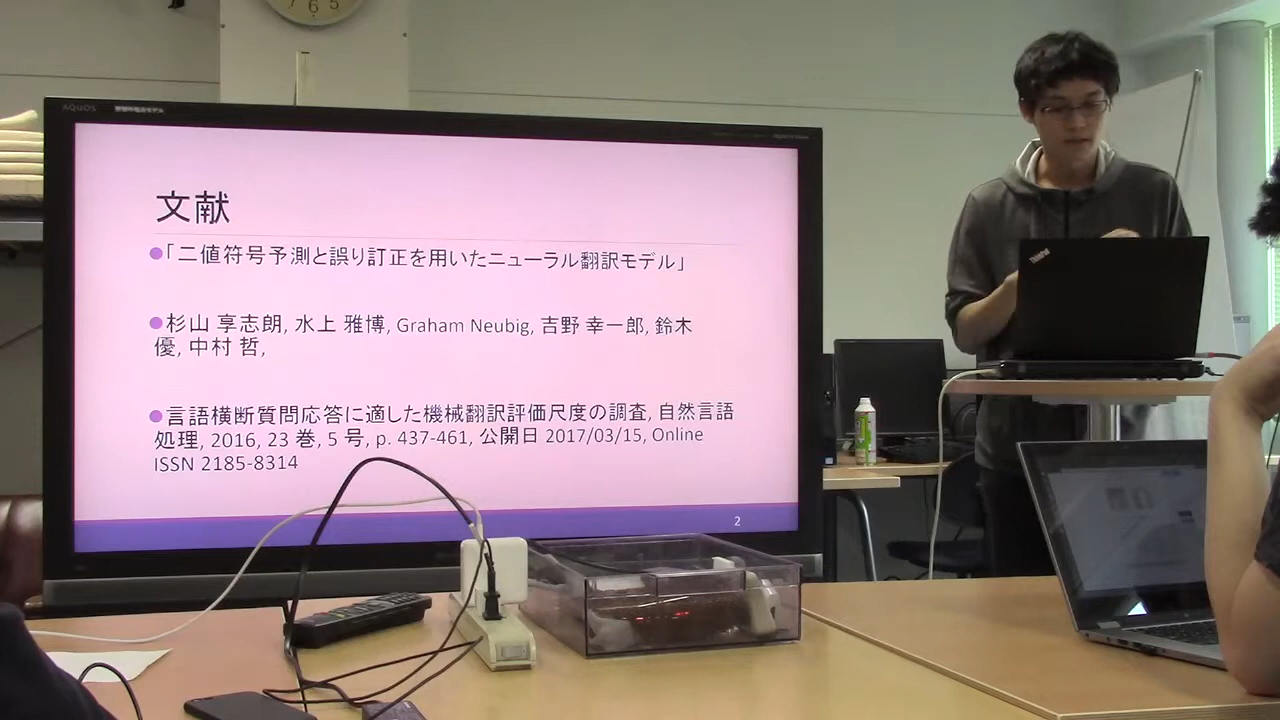 AQUOS
文献
「二値符号予測と誤り訂正を用いたニューラル翻訳モデル」
杉山 享志朗, 水上 雅博, Graham Neubig, 吉野 幸一郎, 鈴木
優, 中村 哲,
言語横断質問応答に適した機械翻訳評価尺度の調査, 自然言語
処理, 2016, 23 巻, 5 号, p. 437-461, 公開日 2017/03/15, Online
ISSN 2185-8314
2
ThinkPad
7 6 5